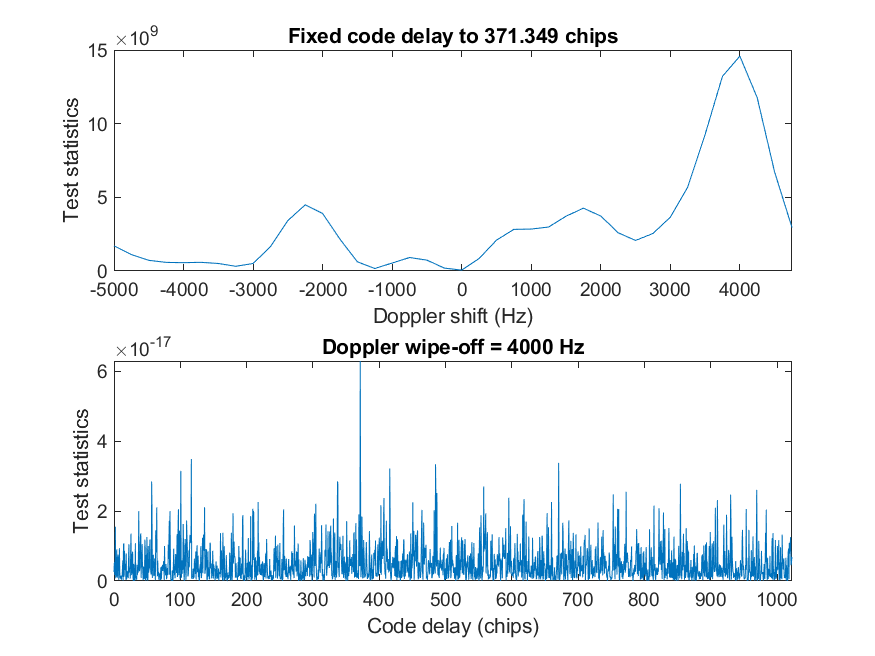 ×10^9
Fixed code delay to 371.349 chips
15
10
5
0
Test statistics
-5000 -4000 -3000 -2000 -1000 0 1000 2000 3000 4000
Doppler shift (Hz)
×10^-17
Doppler wipe-off = 4000 Hz
6
4
2
0
Test statistics
0 100 200 300 400 500 600 700 800 900 1000
Code delay (chips)